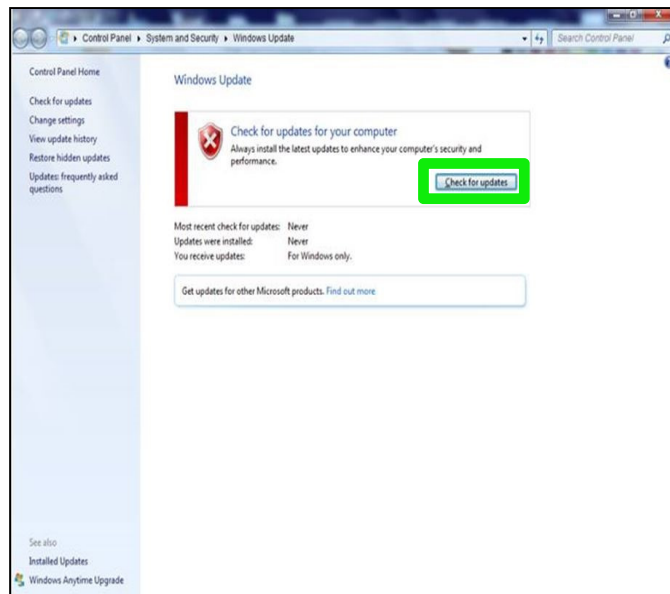 Control Panel ▸ System and Security ▸ Windows Update
Search Control Panel
Control Panel Home
Check for updates
Change settings
View update history
Restore hidden updates
Updates: frequently asked
questions
Windows Update
Check for updates for your computer
Always install the latest updates to enhance your computer's security and
performance.
Check for updates
Most recent check for updates: Never
Updates were installed: Never
You receive updates: For Windows only.
Get updates for other Microsoft products. Find out more
See also
Installed Updates
Windows Anytime Upgrade